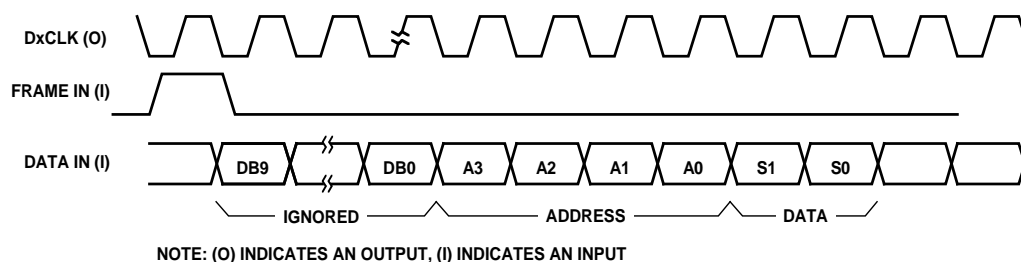 DxCLK (O)
FRAME IN (I)
DATA IN (I) DB9 DB0 A3 A2 A1 A0 S1 S0
IGNORED ADDRESS DATA
NOTE: (O) INDICATES AN OUTPUT, (I) INDICATES AN INPUT